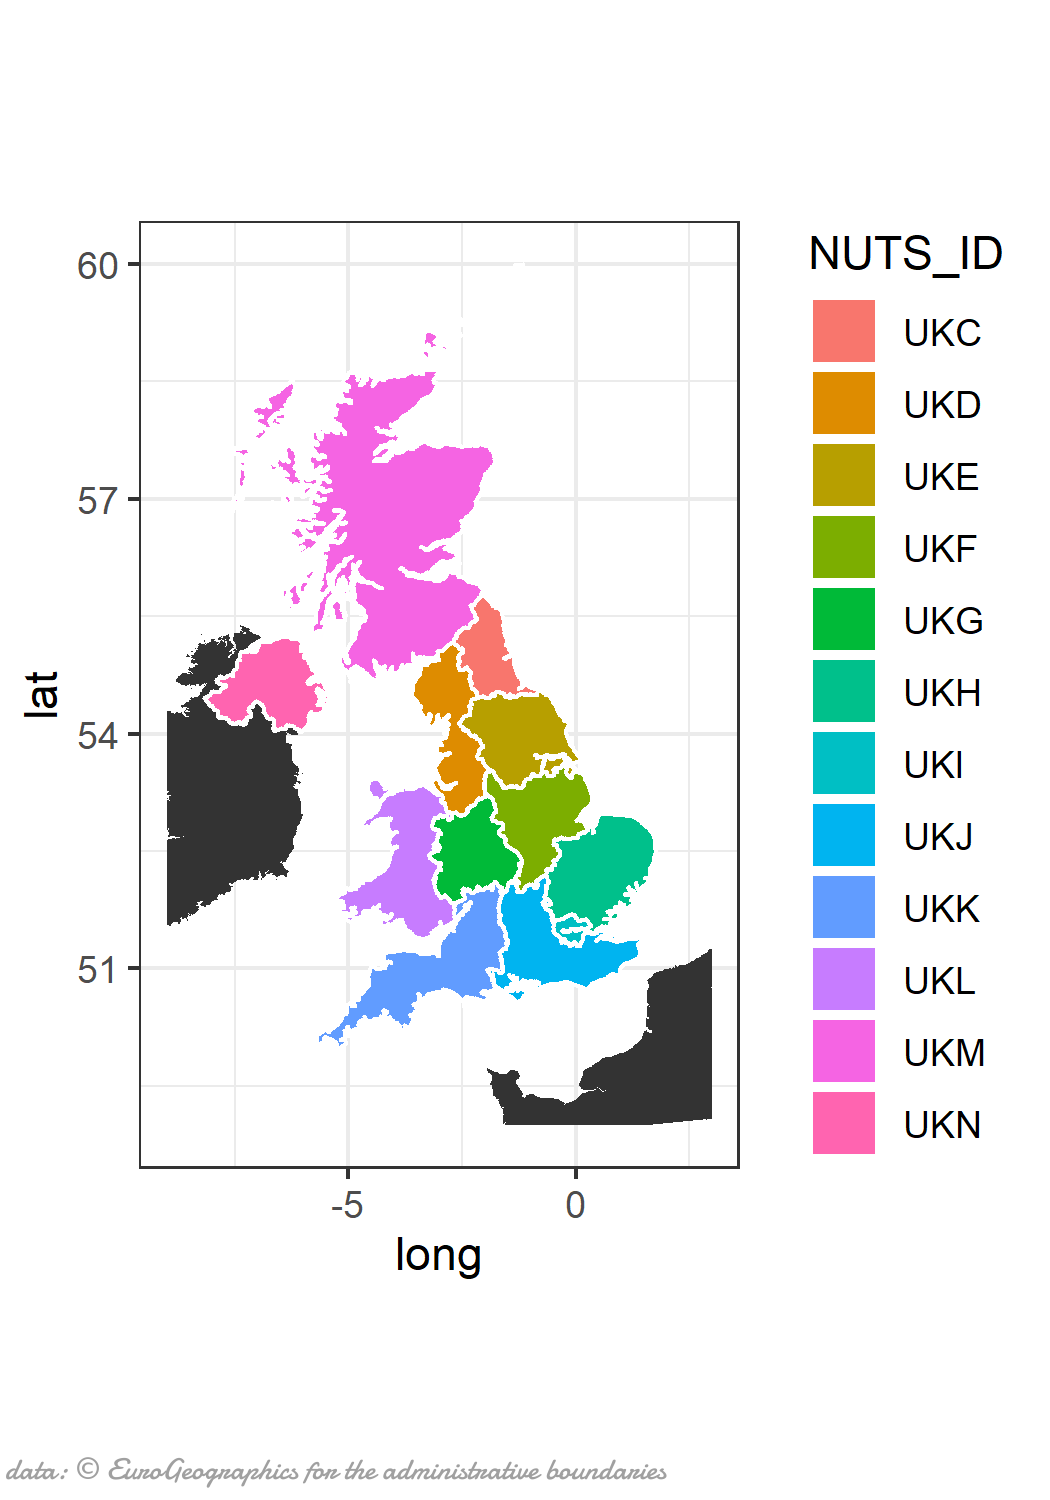 NUTS_ID
UKC
UKD
UKE
UKF
UKG
UKH
UKI
UKJ
UKK
UKL
UKM
UKN
60
57
54
51
lat
-5
0
long
data: © EuroGeographics for the administrative boundaries